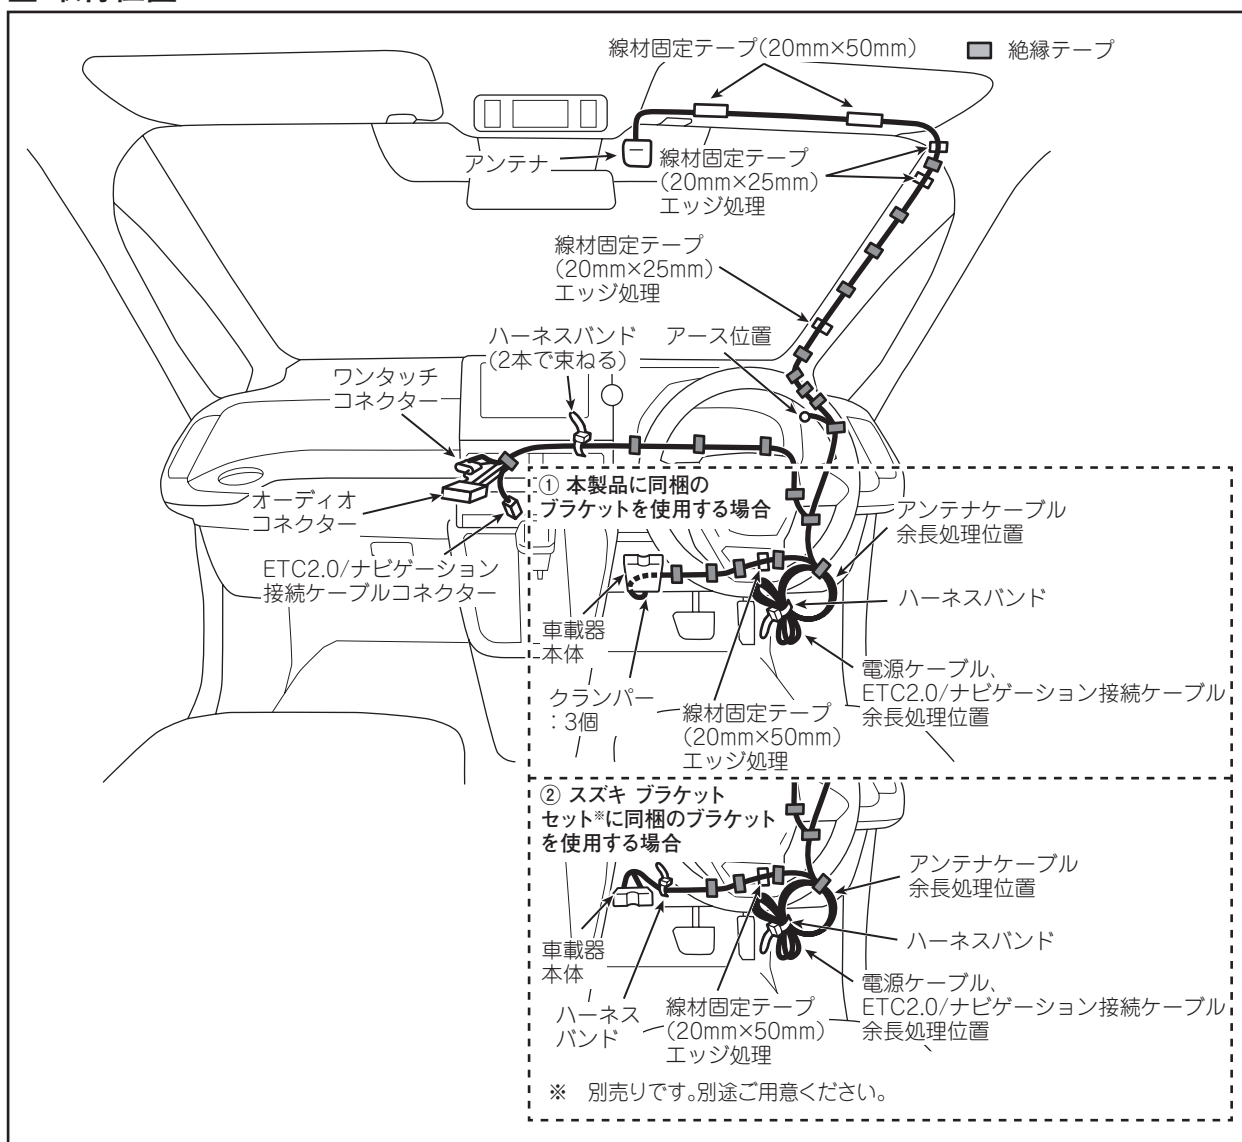 線材固定テープ(20mm×50mm)
絶縁テープ
アンテナ
線材固定テープ
(20mm×25mm)
エッジ処理
線材固定テープ
(20mm×25mm)
エッジ処理
ハーネスバンド
(2本で束ねる)
アース位置
ワンタッチ
コネクター
オーディオ
コネクター
ETC2.0/ナビゲーション
接続ケーブルコネクター
① 本製品に同梱の
ブラケットを使用する場合
アンテナケーブル
余長処理位置
ハーネスバンド
車載器
本体
クランパー
:3個
線材固定テープ
(20mm×50mm)
エッジ処理
電源ケーブル、
ETC2.0/ナビゲーション接続ケーブル
余長処理位置
② スズキ ブラケット
セット※に同梱のブラケット
を使用する場合
アンテナケーブル
余長処理位置
ハーネスバンド
車載器
本体
ハーネス
バンド
線材固定テープ
(20mm×50mm)
エッジ処理
電源ケーブル、
ETC2.0/ナビゲーション接続ケーブル
余長処理位置
※ 別売りです。別途ご用意ください。